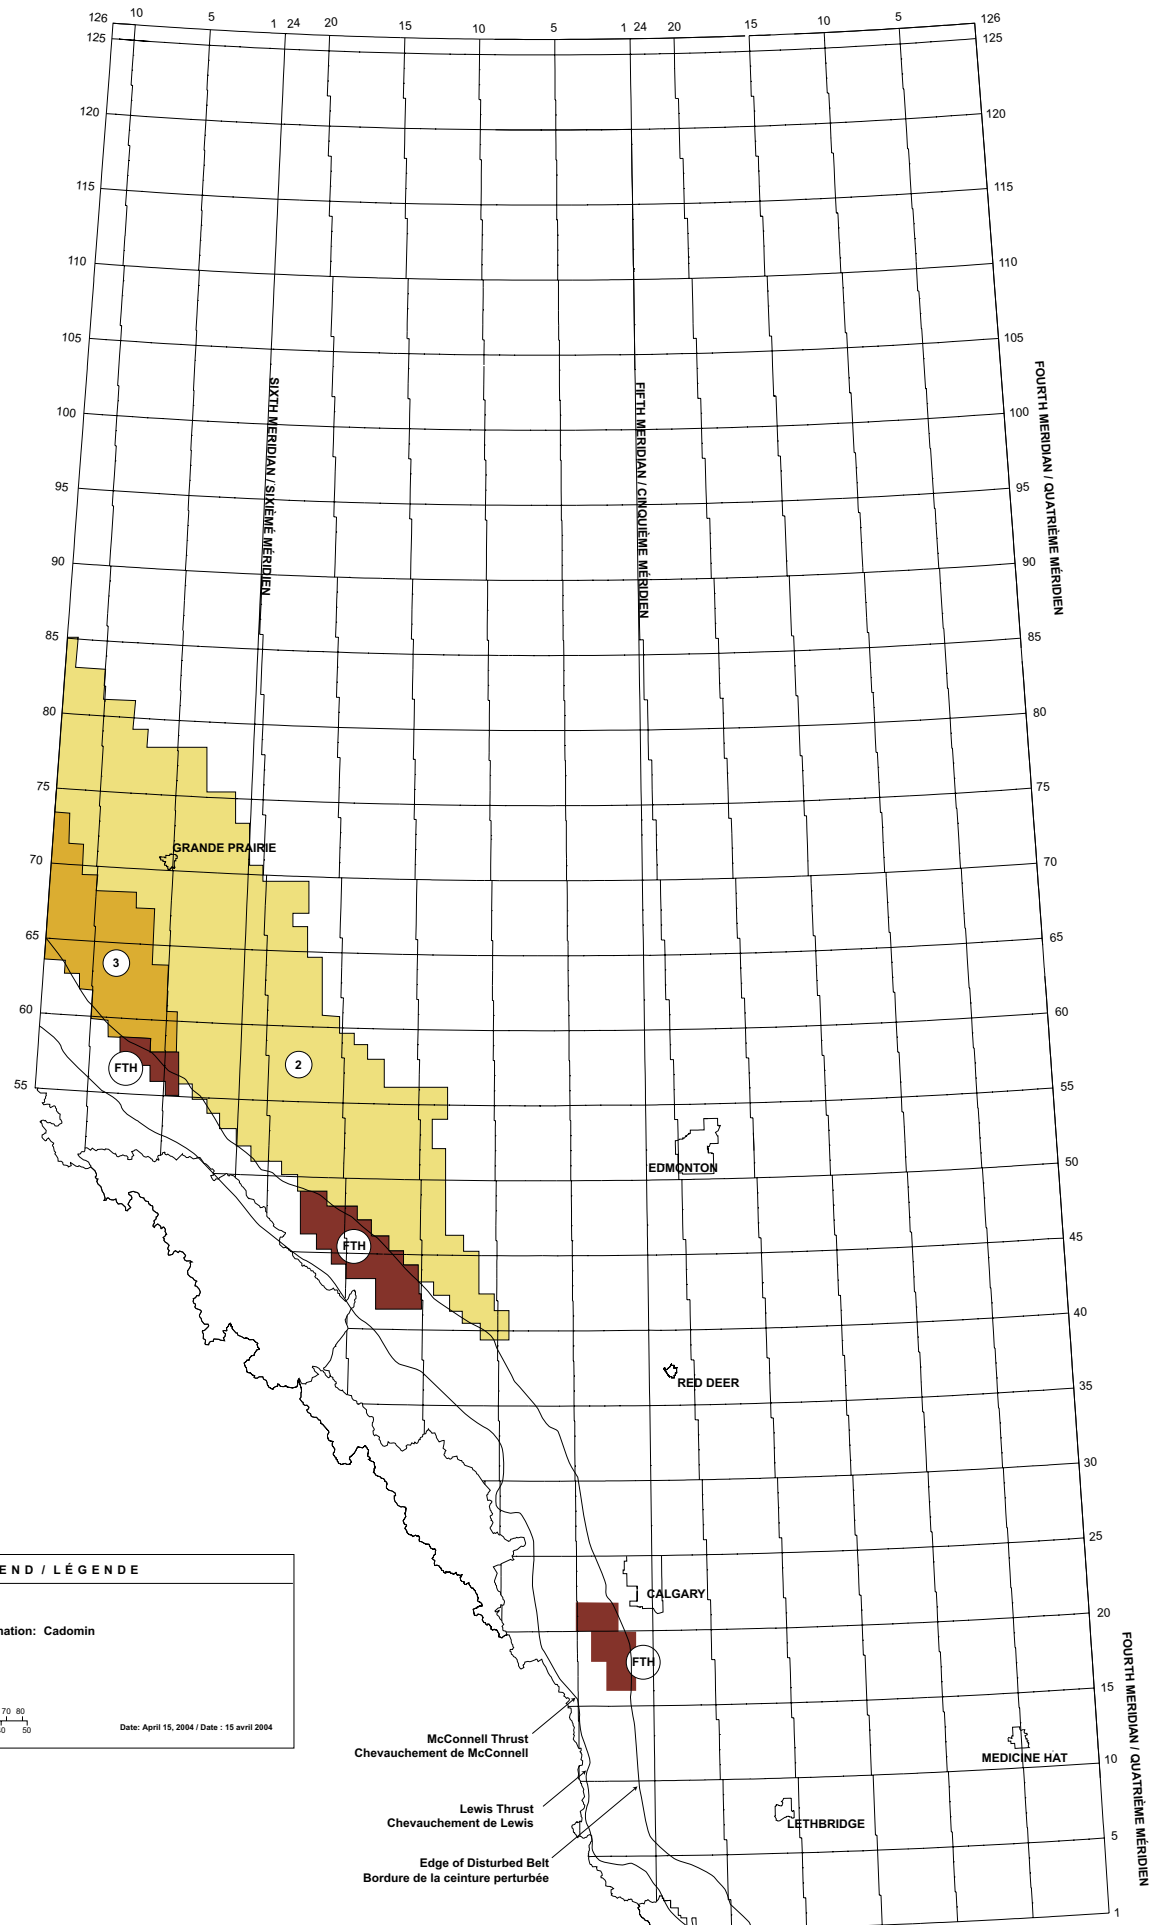 126 10 5 1 24 20 15 10 5 1 24 20 15 10 5 126
125 125
120 120
115 115
110 110
105 105
100 100
95 95
90 90
85 85
80 80
75 75
70 70
65 65
60 60
55 55
50
45
40
35
30
25
20
15
10
5
1
SIXTH MERIDIAN / SIXIÈME MÉRIDIEN
FIFTH MERIDIAN / CINQUIÈME MÉRIDIEN
FOURTH MERIDIAN / QUATRIÈME MÉRIDIEN
GRANDE PRAIRIE
3
2
FTH
EDMONTON
FTH
RED DEER
CALGARY
FTH
McConnell Thrust
Chevauchement de McConnell
Lewis Thrust
Chevauchement de Lewis
Edge of Disturbed Belt
Bordure de la ceinture perturbée
MEDICINE HAT
LETHBRIDGE
FOURTH MERIDIAN / QUATRIÈME MÉRIDIEN
END / LÉGENDE
nation: Cadomin
70 80
50
Date: April 15, 2004 / Date : 15 avril 2004